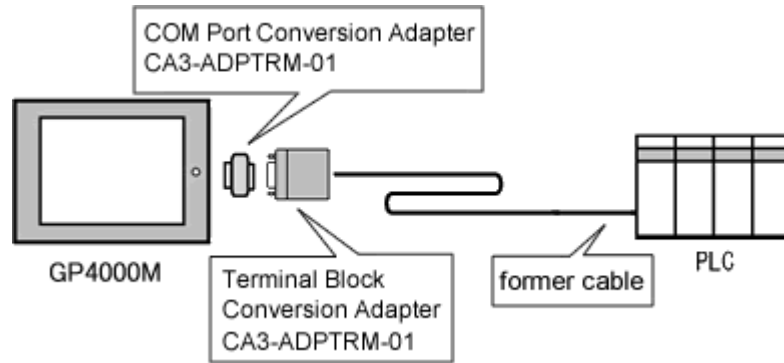 COM Port Conversion Adapter
CA3-ADPTRM-01
GP4000M
Terminal Block
Conversion Adapter
CA3-ADPTRM-01
former cable
PLC